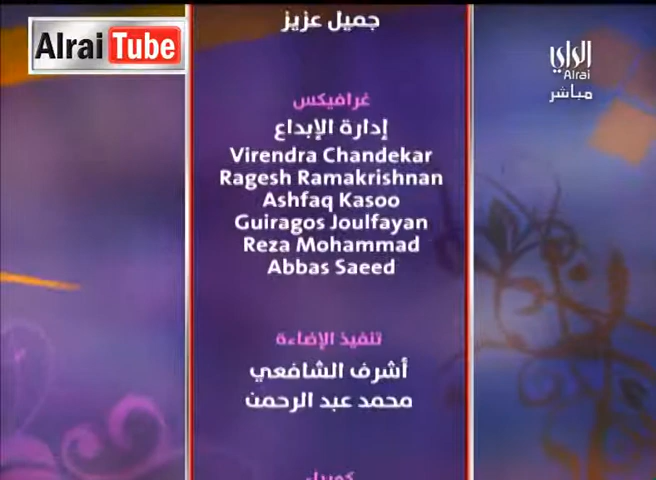 جميل عزيز
Alrai Tube
الراي
Alrai
مباشر
غرافيكس
إدارة الإبداع
Virendra Chandekar
Ragesh Ramakrishnan
Ashfaq Kasoo
Guiragos Joulfayan
Reza Mohammad
Abbas Saeed
تنفيذ الإضاءة
أشرف الشافعي
محمد عبد الرحمن